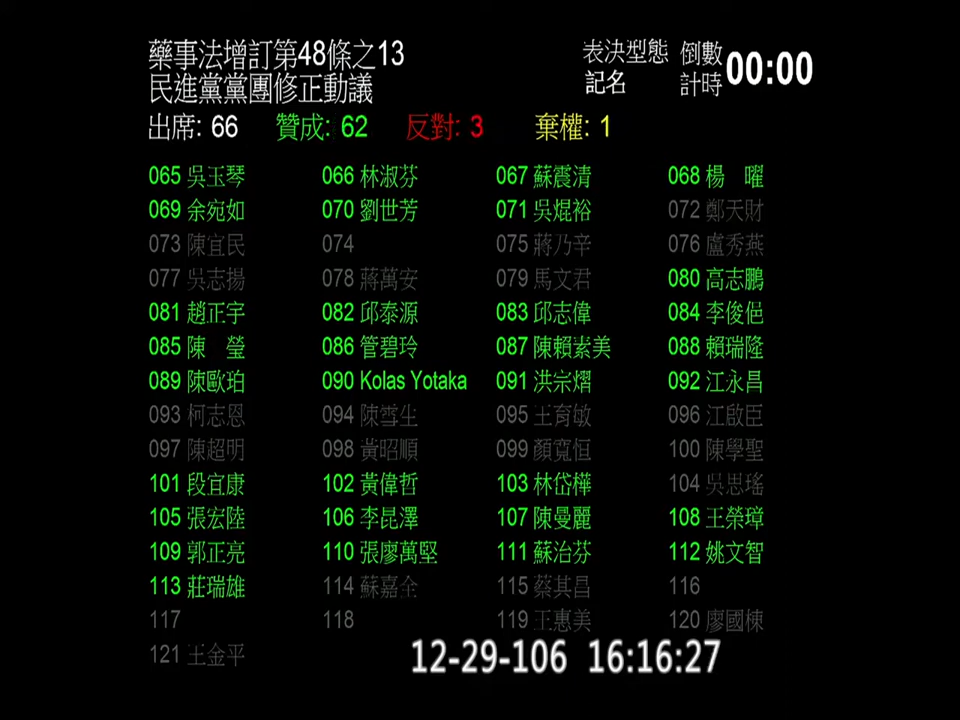 藥事法增訂第48條之13
民進黨黨團修正動議
表決型態 倒數 00:00
記名 計時
出席: 66 贊成: 62 反對: 3 棄權: 1
065 吳玉琴 066 林淑芬 067 蘇震清 068 楊 曜
069 余宛如 070 劉世芳 071 吳焜裕 072 鄭天財
073 陳宜民 074 075 蔣乃辛 076 盧秀燕
077 吳志揚 078 蔣萬安 079 馬文君 080 高志鵬
081 趙正宇 082 邱泰源 083 邱志偉 084 李俊俋
085 陳 瑩 086 管碧玲 087 陳賴素美 088 賴瑞隆
089 陳歐珀 090 Kolas Yotaka 091 洪宗熠 092 江永昌
093 柯志恩 094 陳雪生 095 王育敏 096 江啟臣
097 陳超明 098 黃昭順 099 顏寬恒 100 陳學聖
101 段宜康 102 黃偉哲 103 林岱樺 104 吳思瑤
105 張宏陸 106 李昆澤 107 陳曼麗 108 王榮璋
109 郭正亮 110 張廖萬堅 111 蘇治芬 112 姚文智
113 莊瑞雄 114 蘇嘉全 115 蔡其昌 116
117 118 119 王惠美 120 廖國棟
121 王金平
12-29-106 16:16:27